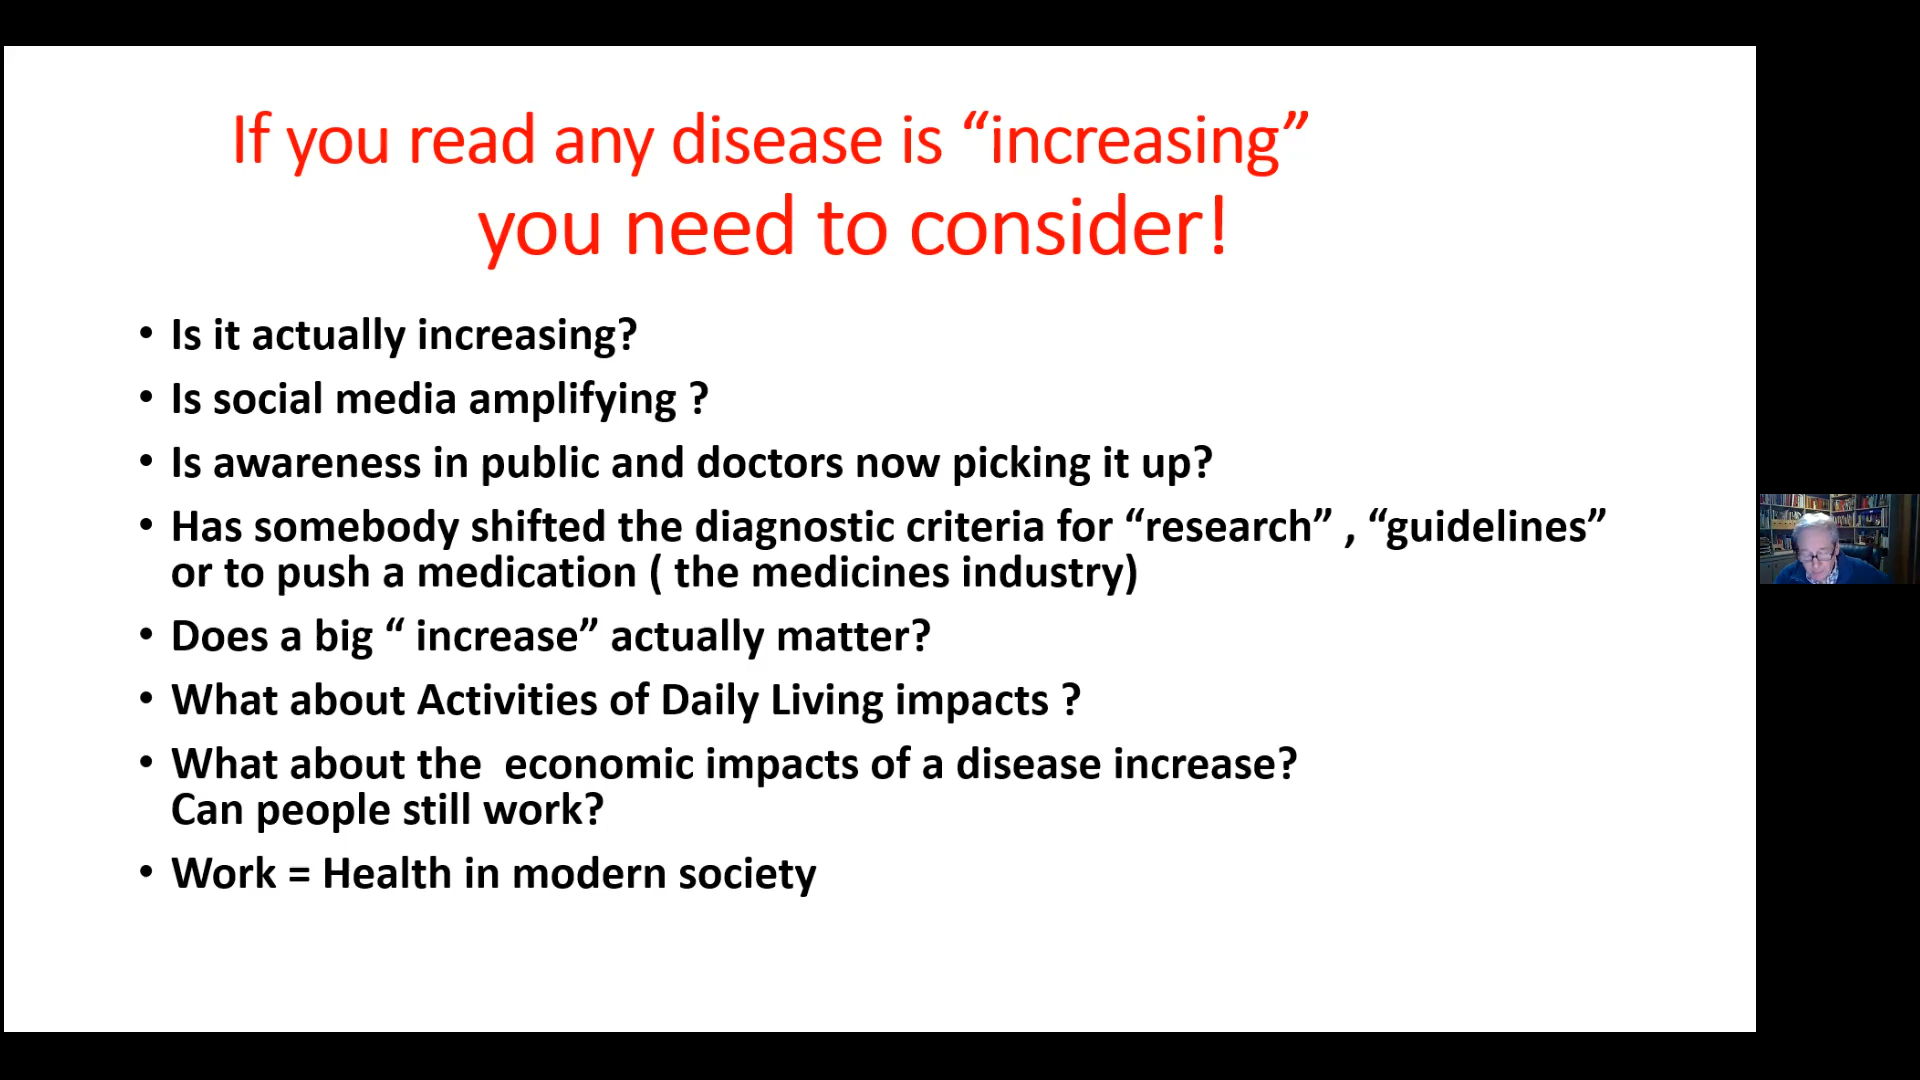 If you read any disease is “increasing”
you need to consider!
• Is it actually increasing?
• Is social media amplifying ?
• Is awareness in public and doctors now picking it up?
• Has somebody shifted the diagnostic criteria for “research” , “guidelines”
or to push a medication ( the medicines industry)
• Does a big “ increase” actually matter?
• What about Activities of Daily Living impacts ?
• What about the  economic impacts of a disease increase?
Can people still work?
• Work = Health in modern society